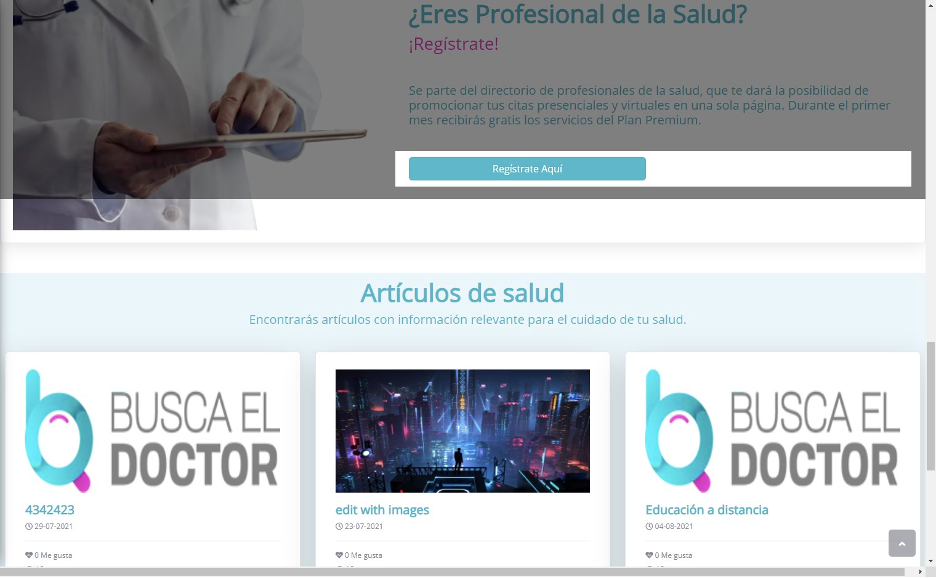 ¿Eres Profesional de la Salud?
¡Regístrate!
Se parte del directorio de profesionales de la salud, que te dará la posibilidad de
promocionar tus citas presenciales y virtuales en una sola página. Durante el primer
mes recibirás gratis los servicios del Plan Premium.
Regístrate Aquí
Artículos de salud
Encontrarás artículos con información relevante para el cuidado de tu salud.
BUSCA EL
DOCTOR
4342423
29-07-2021
0 Me gusta
edit with images
23-07-2021
0 Me gusta
BUSCA EL
DOCTOR
Educación a distancia
04-08-2021
0 Me gusta